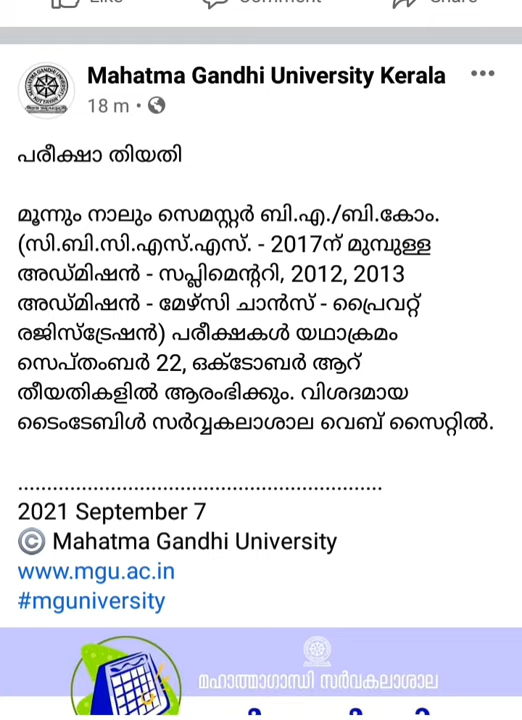 Mahatma Gandhi University Kerala
18 m
പരീക്ഷാ തിയതി
മൂന്നും നാലും സെമസ്റ്റർ ബി.എ./ബി.കോം.
(സി.ബി.സി.എസ്.എസ്. - 2017ന് മുമ്പുള്ള
അഡ്മിഷൻ - സപ്ലിമെന്ററി, 2012, 2013
അഡ്മിഷൻ - മേഴ്സി ചാൻസ് - പ്രൈവറ്റ്
രജിസ്ട്രേഷൻ) പരീക്ഷകൾ യഥാക്രമം
സെപ്തംബർ 22, ഒക്ടോബർ ആറ്
തീയതികളിൽ ആരംഭിക്കും. വിശദമായ
ടൈംടേബിൾ സർവ്വകലാശാല വെബ് സൈറ്റിൽ.
..............................................................
2021 September 7
© Mahatma Gandhi University
www.mgu.ac.in
#mguniversity
മഹാത്മാഗാന്ധി സർവകലാശാല